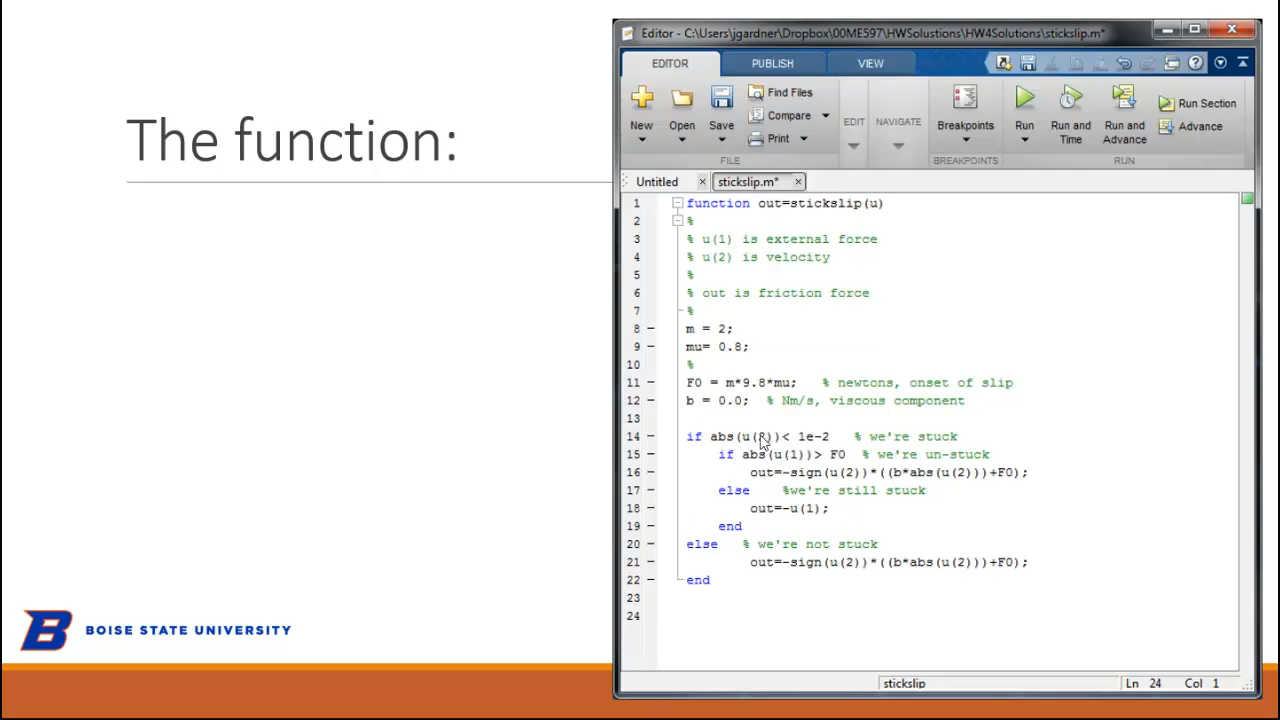 The function:
Editor - C:\Users\jgardner\Dropbox\00ME597\HWSolustions\HW4Solutions\stickslip.m*
EDITOR PUBLISH VIEW
New Open Save Find Files Compare Print
FILE
EDIT NAVIGATE
Breakpoints
BREAKPOINTS
Run Run and Time Run and Advance Run Section Advance
RUN
Untitled × stickslip.m* ×
1 function out=stickslip(u)
2 %
3 % u(1) is external force
4 % u(2) is velocity
5 %
6 % out is friction force
7 %
8 – m = 2;
9 – mu= 0.8;
10 %
11 – F0 = m*9.8*mu; % newtons, onset of slip
12 – b = 0.0; % Nm/s, viscous component
13
14 – if abs(u(2))< 1e-2 % we're stuck
15 – if abs(u(1))> F0 % we're un-stuck
16 – out=-sign(u(2))*((b*abs(u(2)))+F0);
17 – else %we're still stuck
18 – out=-u(1);
19 – end
20 – else % we're not stuck
21 – out=-sign(u(2))*((b*abs(u(2)))+F0);
22 – end
23
24
stickslip Ln 24 Col 1
B BOISE STATE UNIVERSITY